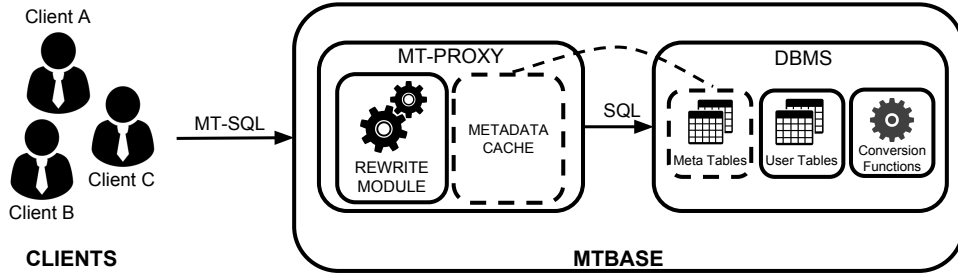 Client A
Client C
Client B
CLIENTS
MT-SQL
MT-PROXY
REWRITE
MODULE
METADATA
CACHE
SQL
DBMS
Meta Tables
User Tables
Conversion
Functions
MTBASE